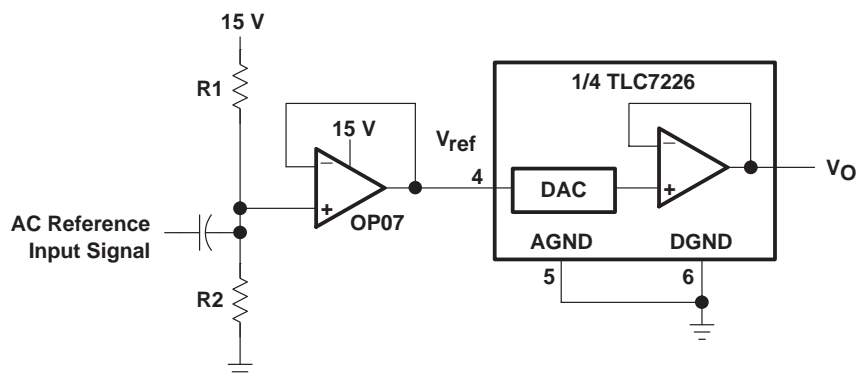 15 V
1/4 TLC7226
R1
15 V
Vref
4
DAC
VO
OP07
AC Reference
Input Signal
AGND
DGND
5
6
R2